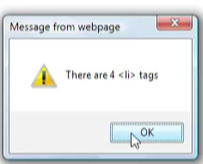 Message from webpage
There are 4 <li> tags
OK